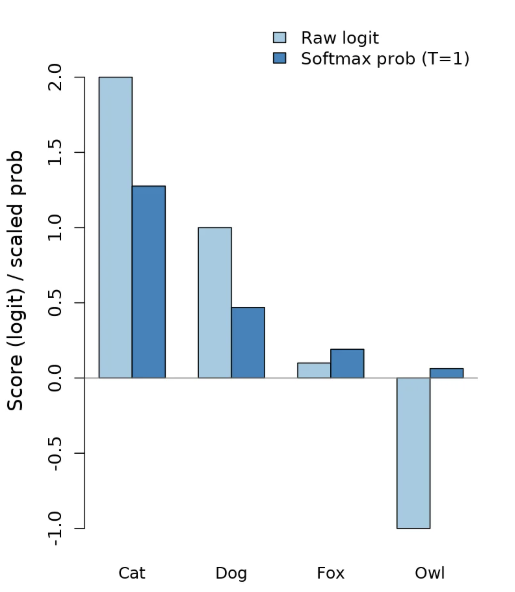 Raw logit
Softmax prob (T=1)
Score (logit) / scaled prob
2.0
1.5
1.0
0.5
0.0
-0.5
-1.0
Cat Dog Fox Owl